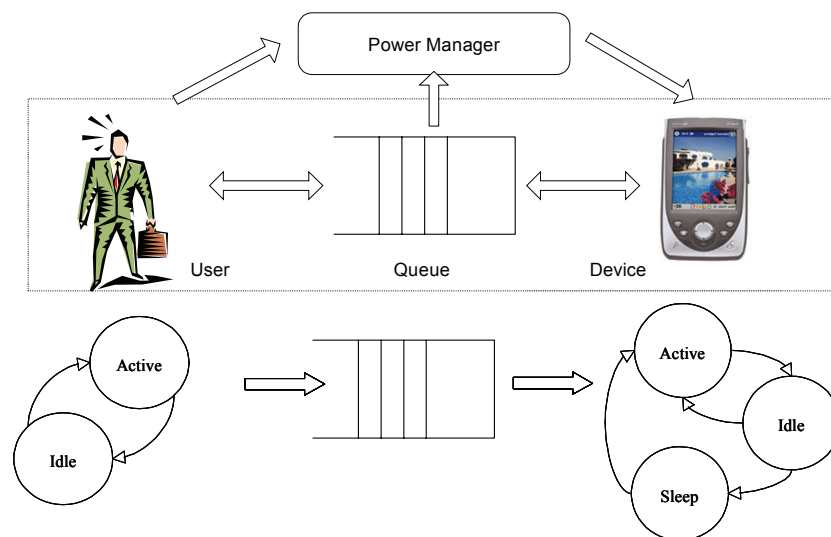 Power Manager
User
Queue
Device
Active
Idle
Active
Idle
Sleep